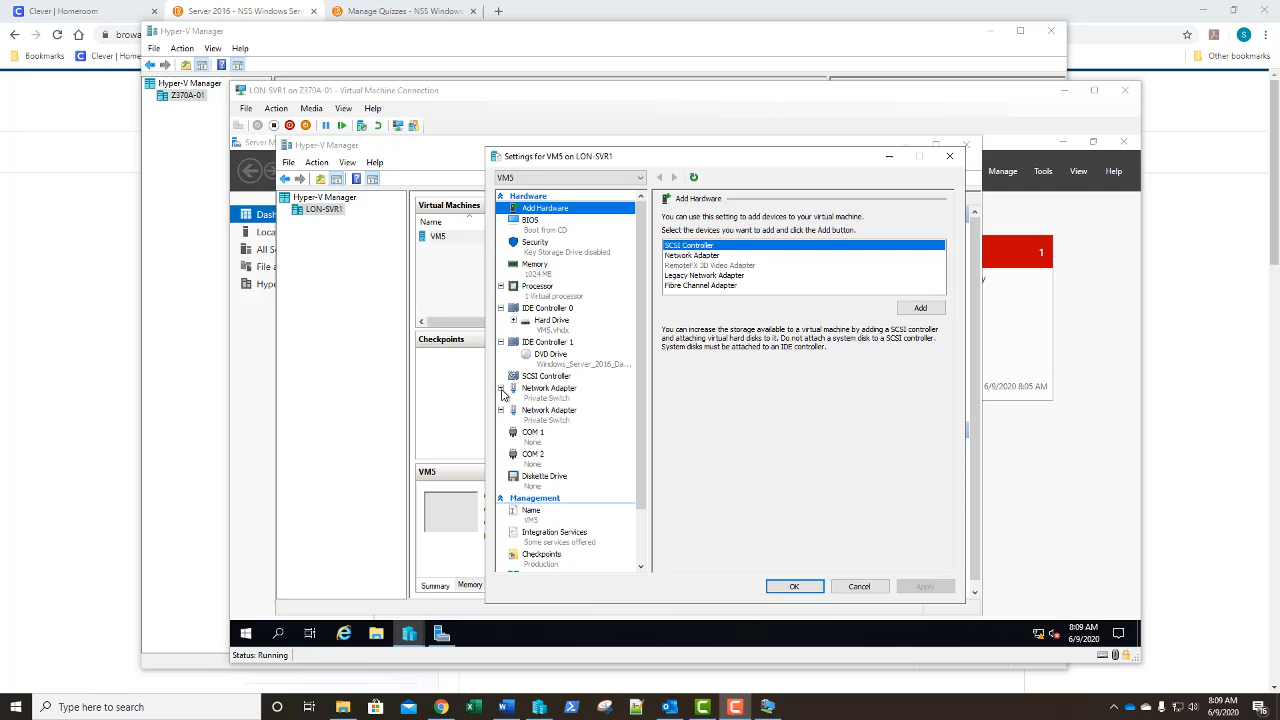 Clever | Homeroom
Server 2016 - NSS Windows Serv
Manage Quizzes - NSS Windows
Bookmarks
Clever | Hom
Other bookmarks
S
Hyper-V Manager
File Action View Help
Hyper-V Manager
Z370A-01
LON-SVR1 on Z370A-01 - Virtual Machine Connection
File Action Media View Help
Server M
Manage Tools View Help
Dash
Loca
All S
File a
Hype
1
6/9/2020 8:05 AM
Hyper-V Manager
File Action View Help
Hyper-V Manager
LON-SVR1
Virtual Machines
Name
VM5
Checkpoints
VM5
Summary Memory
Settings for VM5 on LON-SVR1
VM5
Hardware
Add Hardware
BIOS
Boot from CD
Security
Key Storage Drive disabled
Memory
1024 MB
Processor
1 Virtual processor
IDE Controller 0
Hard Drive
VM5.vhdx
IDE Controller 1
DVD Drive
Windows_Server_2016_Da...
SCSI Controller
Network Adapter
Private Switch
Network Adapter
Private Switch
COM 1
None
COM 2
None
Diskette Drive
None
Management
Name
VM5
Integration Services
Some services offered
Checkpoints
Production
Add Hardware
You can use this setting to add devices to your virtual machine.
Select the devices you want to add and click the Add button.
SCSI Controller
Network Adapter
RemoteFX 3D Video Adapter
Legacy Network Adapter
Fibre Channel Adapter
Add
You can increase the storage available to a virtual machine by adding a SCSI controller
and attaching virtual hard disks to it. Do not attach a system disk to a SCSI controller.
System disks must be attached to an IDE controller.
OK Cancel Apply
8:09 AM
6/9/2020
Status: Running
Type here to search
8:09 AM
6/9/2020